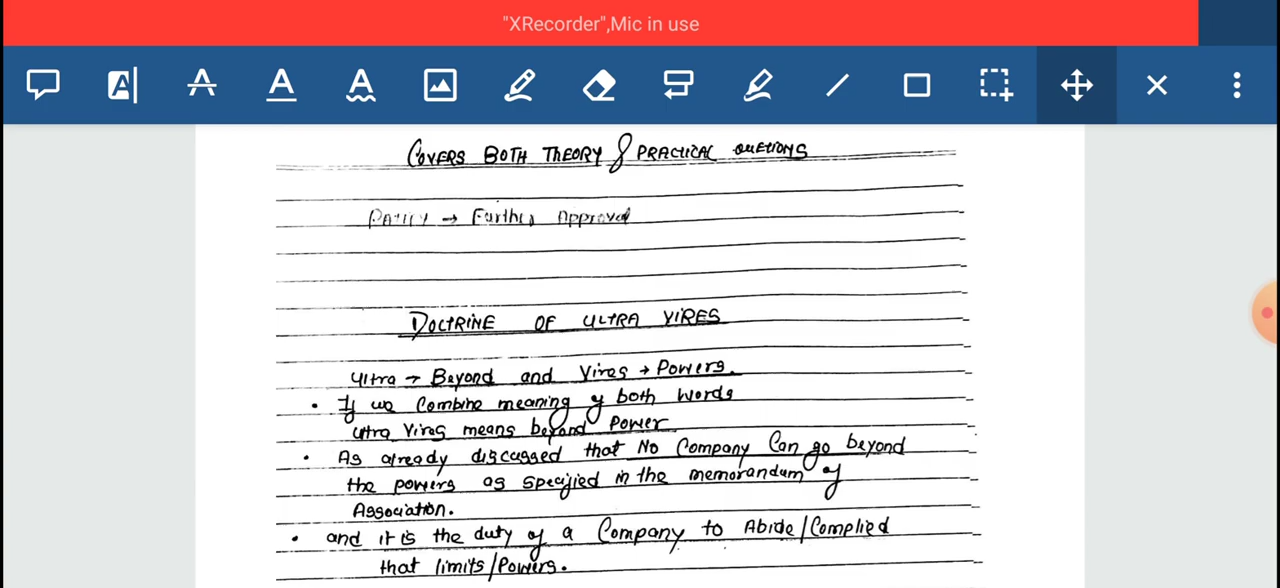 "XRecorder",Mic in use
COVERS BOTH THEORY & PRACTICAL QUETIONS
Ratify → Further Approval
DOCTRINE OF ULTRA VIRES
Ultra → Beyond and Vires → Powers.
• If we Combine meaning of both Words
Ultra Vires means beyond Power
• As already discussed that No Company Can go beyond
the powers as specified in the memorandum of
Association.
• and it is the duty of a Company to Abide/Complied
that limits/Powers.